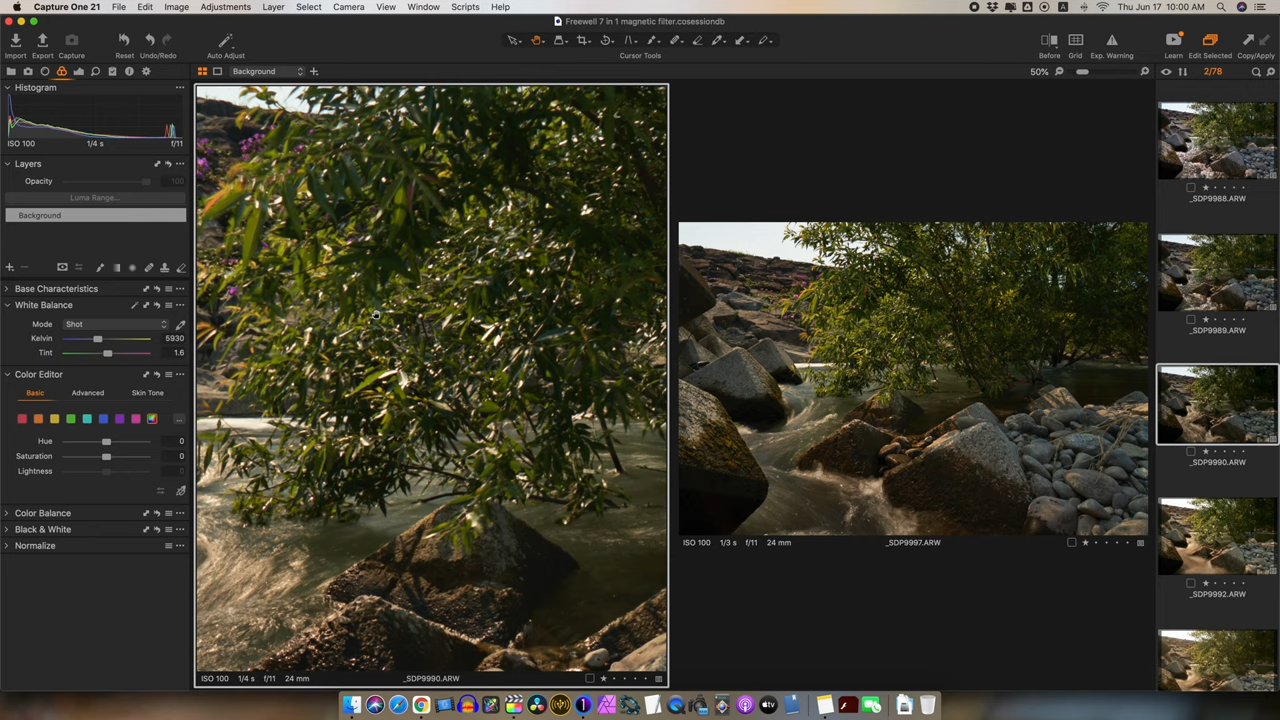 Capture One 21 File Edit Image Adjustments Layer Select Camera View Window Scripts Help Thu Jun 17 10:00 AM
Freewell 7 in 1 magnetic filter.cosessiondb
Import Export Capture Reset Undo/Redo Auto Adjust Cursor Tools Before Grid Exp. Warning Learn Edit Selected Copy/Apply
Background 50% 2/78
Histogram
ISO 100 1/4 s f/11
Layers
Opacity 100
Luma Range...
Background
Base Characteristics
White Balance
Mode Shot
Kelvin 5930
Tint 1.6
Color Editor
Basic Advanced Skin Tone
Hue 0
Saturation 0
Lightness 0
Color Balance
Black & White
Normalize
ISO 100 1/4 s f/11 24 mm _SDP9990.ARW
ISO 100 1/3 s f/11 24 mm _SDP9997.ARW
_SDP9988.ARW
_SDP9989.ARW
_SDP9990.ARW
_SDP9992.ARW